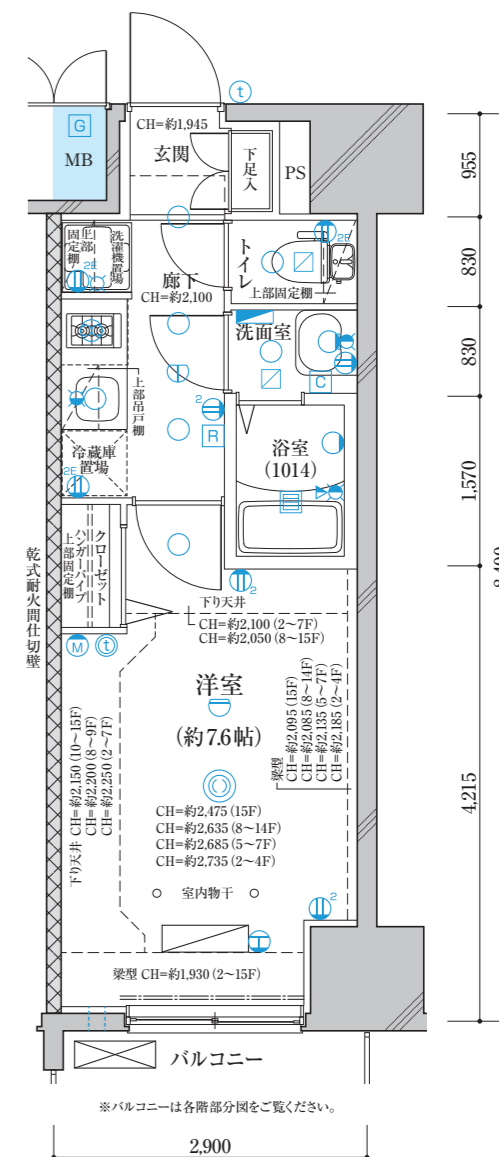 t
G
MB
CH=約1,945
玄関
下足入
PS
955
上部固定棚
洗濯機置場
2E
廊下
CH=約2,100
トイレ
2E
上部固定棚
830
洗面室
830
C
上部吊戸棚
2
R
冷蔵庫置場
2E
浴室
(1014)
1,570
乾式耐火間仕切壁
上部固定棚
ハンガーパイプ
クローゼット
M
t
2
下り天井
CH=約2,100 (2〜7F)
CH=約2,050 (8〜15F)
洋室
(約7.6帖)
下り天井 CH=約2,150 (10〜15F)
CH=約2,200 (8〜9F)
CH=約2,250 (2〜7F)
梁型
CH=約2,095 (15F)
CH=約2,085 (8〜14F)
CH=約2,135 (5〜7F)
CH=約2,185 (2〜4F)
CH=約2,475 (15F)
CH=約2,635 (8〜14F)
CH=約2,685 (5〜7F)
CH=約2,735 (2〜4F)
4,215
室内物干
2
梁型 CH=約1,930 (2〜15F)
バルコニー
※バルコニーは各階部分図をご覧ください。
2,900